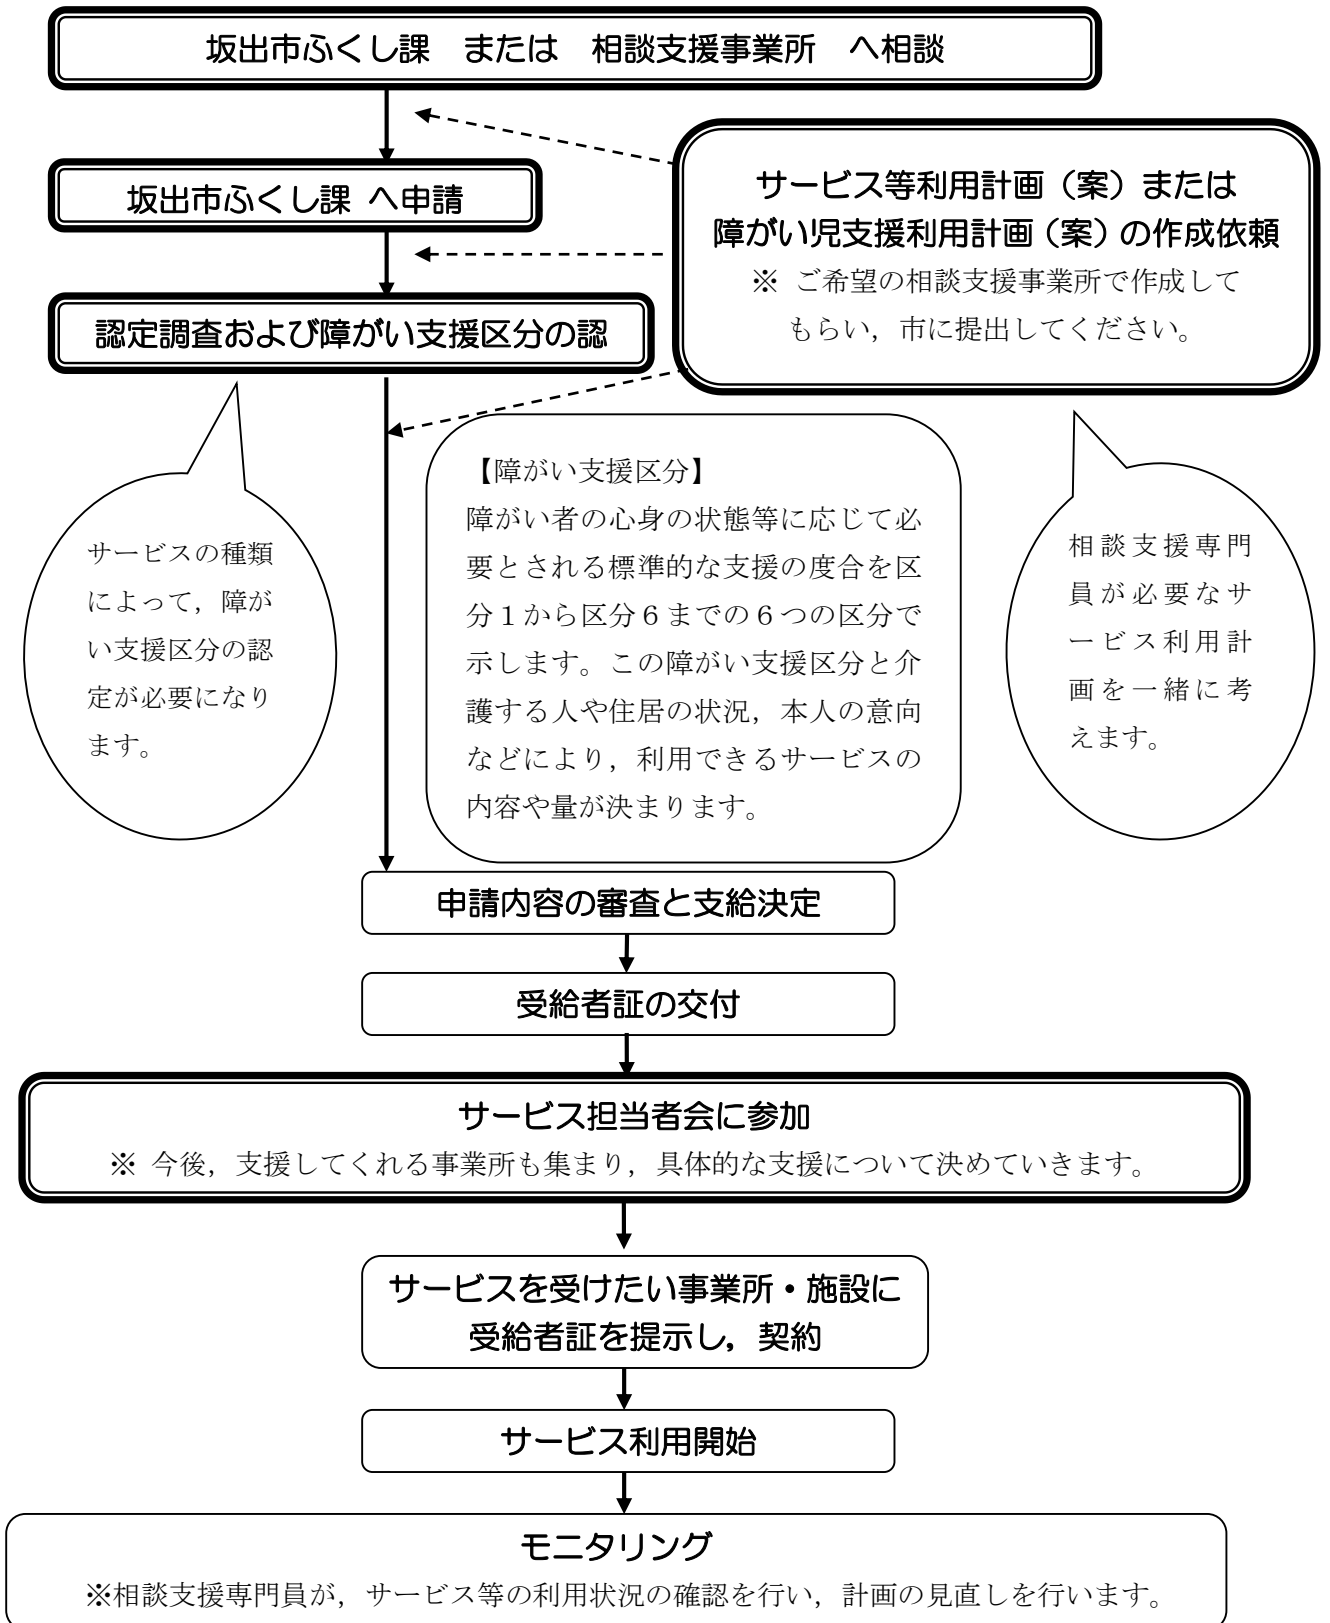 坂出市ふくし課　または　相談支援事業所　へ相談
坂出市ふくし課 へ申請
サービス等利用計画（案）または
障がい児支援利用計画（案）の作成依頼
※ ご希望の相談支援事業所で作成して
もらい，市に提出してください。
認定調査および障がい支援区分の認
サービスの種類
によって，障が
い支援区分の認
定が必要になり
ます。
【障がい支援区分】
障がい者の心身の状態等に応じて必
要とされる標準的な支援の度合を区
分１から区分６までの６つの区分で
示します。この障がい支援区分と介
護する人や住居の状況，本人の意向
などにより，利用できるサービスの
内容や量が決まります。
相談支援専門
員が必要なサ
ービス利用計
画を一緒に考
えます。
申請内容の審査と支給決定
受給者証の交付
サービス担当者会に参加
※ 今後，支援してくれる事業所も集まり，具体的な支援について決めていきます。
サービスを受けたい事業所・施設に
受給者証を提示し，契約
サービス利用開始
モニタリング
※相談支援専門員が，サービス等の利用状況の確認を行い，計画の見直しを行います。